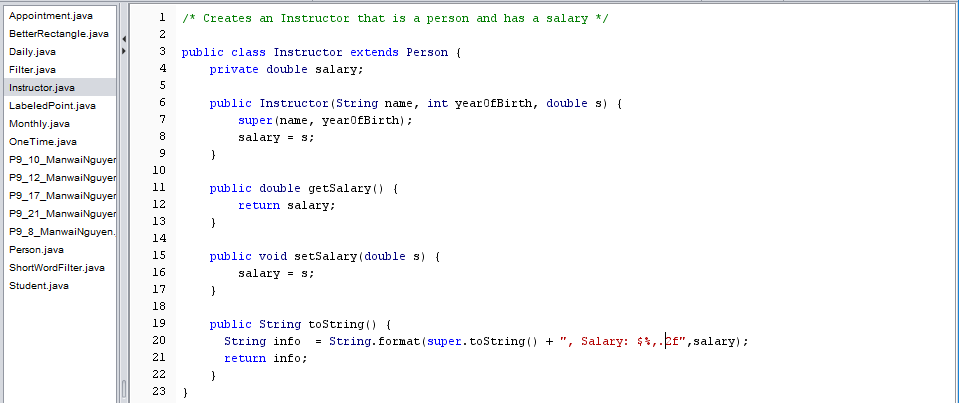 Appointment.java
BetterRectangle.java
Daily.java
Filter.java
Instructor.java
LabeledPoint.java
Monthly.java
OneTime.java
P9_10_ManwaiNguyen
P9_12_ManwaiNguyen
P9_17_ManwaiNguyen
P9_21_ManwaiNguyen
P9_8_ManwaiNguyen.
Person.java
ShortWordFilter.java
Student.java
1 /* Creates an Instructor that is a person and has a salary */
2
3 public class Instructor extends Person {
4     private double salary;
5
6     public Instructor(String name, int yearOfBirth, double s) {
7         super(name, yearOfBirth);
8         salary = s;
9     }
10
11     public double getSalary() {
12         return salary;
13     }
14
15     public void setSalary(double s) {
16         salary = s;
17     }
18
19     public String toString() {
20       String info  = String.format(super.toString() + ", Salary: $%,.2f",salary);
21       return info;
22     }
23 }